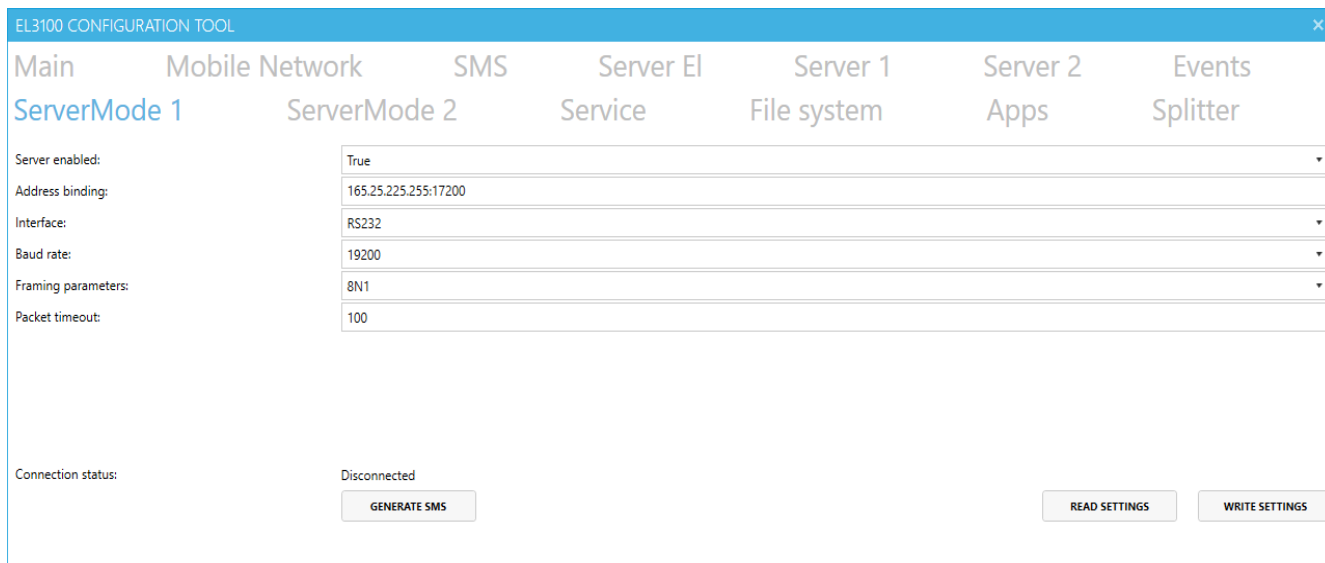 EL3100 CONFIGURATION TOOL ×
Main Mobile Network SMS Server El Server 1 Server 2 Events
ServerMode 1 ServerMode 2 Service File system Apps Splitter
Server enabled: True
Address binding: 165.25.225.255:17200
Interface: RS232
Baud rate: 19200
Framing parameters: 8N1
Packet timeout: 100
Connection status: Disconnected
GENERATE SMS READ SETTINGS WRITE SETTINGS